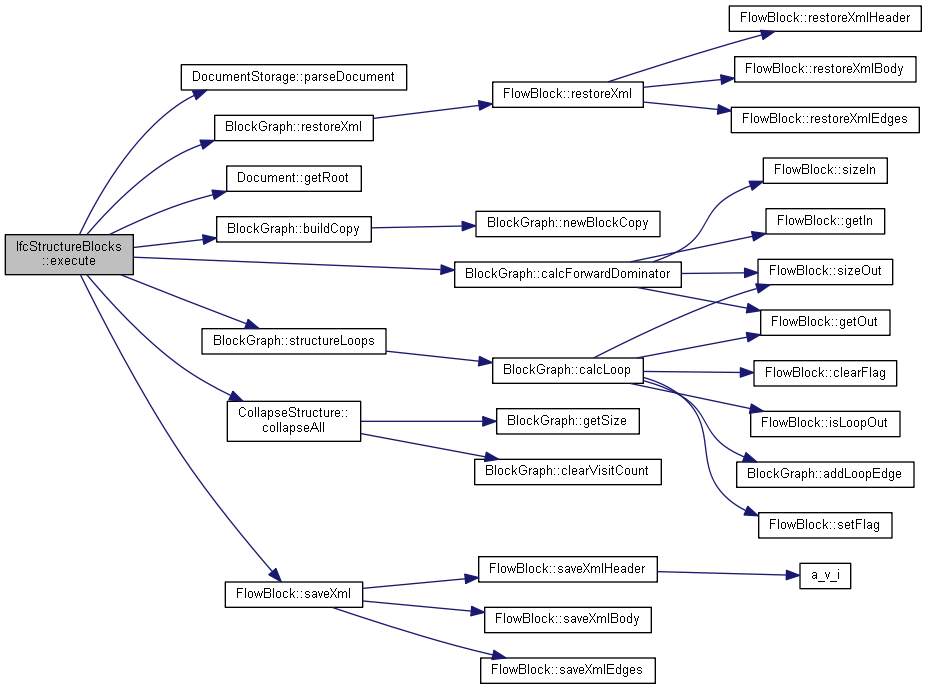 FlowBlock::restoreXmlHeader
DocumentStorage::parseDocument
FlowBlock::restoreXmlBody
FlowBlock::restoreXml
BlockGraph::restoreXml
FlowBlock::restoreXmlEdges
Document::getRoot
FlowBlock::sizeIn
BlockGraph::buildCopy
BlockGraph::newBlockCopy
FlowBlock::getIn
IfcStructureBlocks
::execute
BlockGraph::calcForwardDominator
FlowBlock::sizeOut
FlowBlock::getOut
BlockGraph::structureLoops
BlockGraph::calcLoop
FlowBlock::clearFlag
CollapseStructure::
collapseAll
BlockGraph::getSize
FlowBlock::isLoopOut
BlockGraph::clearVisitCount
BlockGraph::addLoopEdge
FlowBlock::setFlag
FlowBlock::saveXml
FlowBlock::saveXmlHeader
a_v_i
FlowBlock::saveXmlBody
FlowBlock::saveXmlEdges